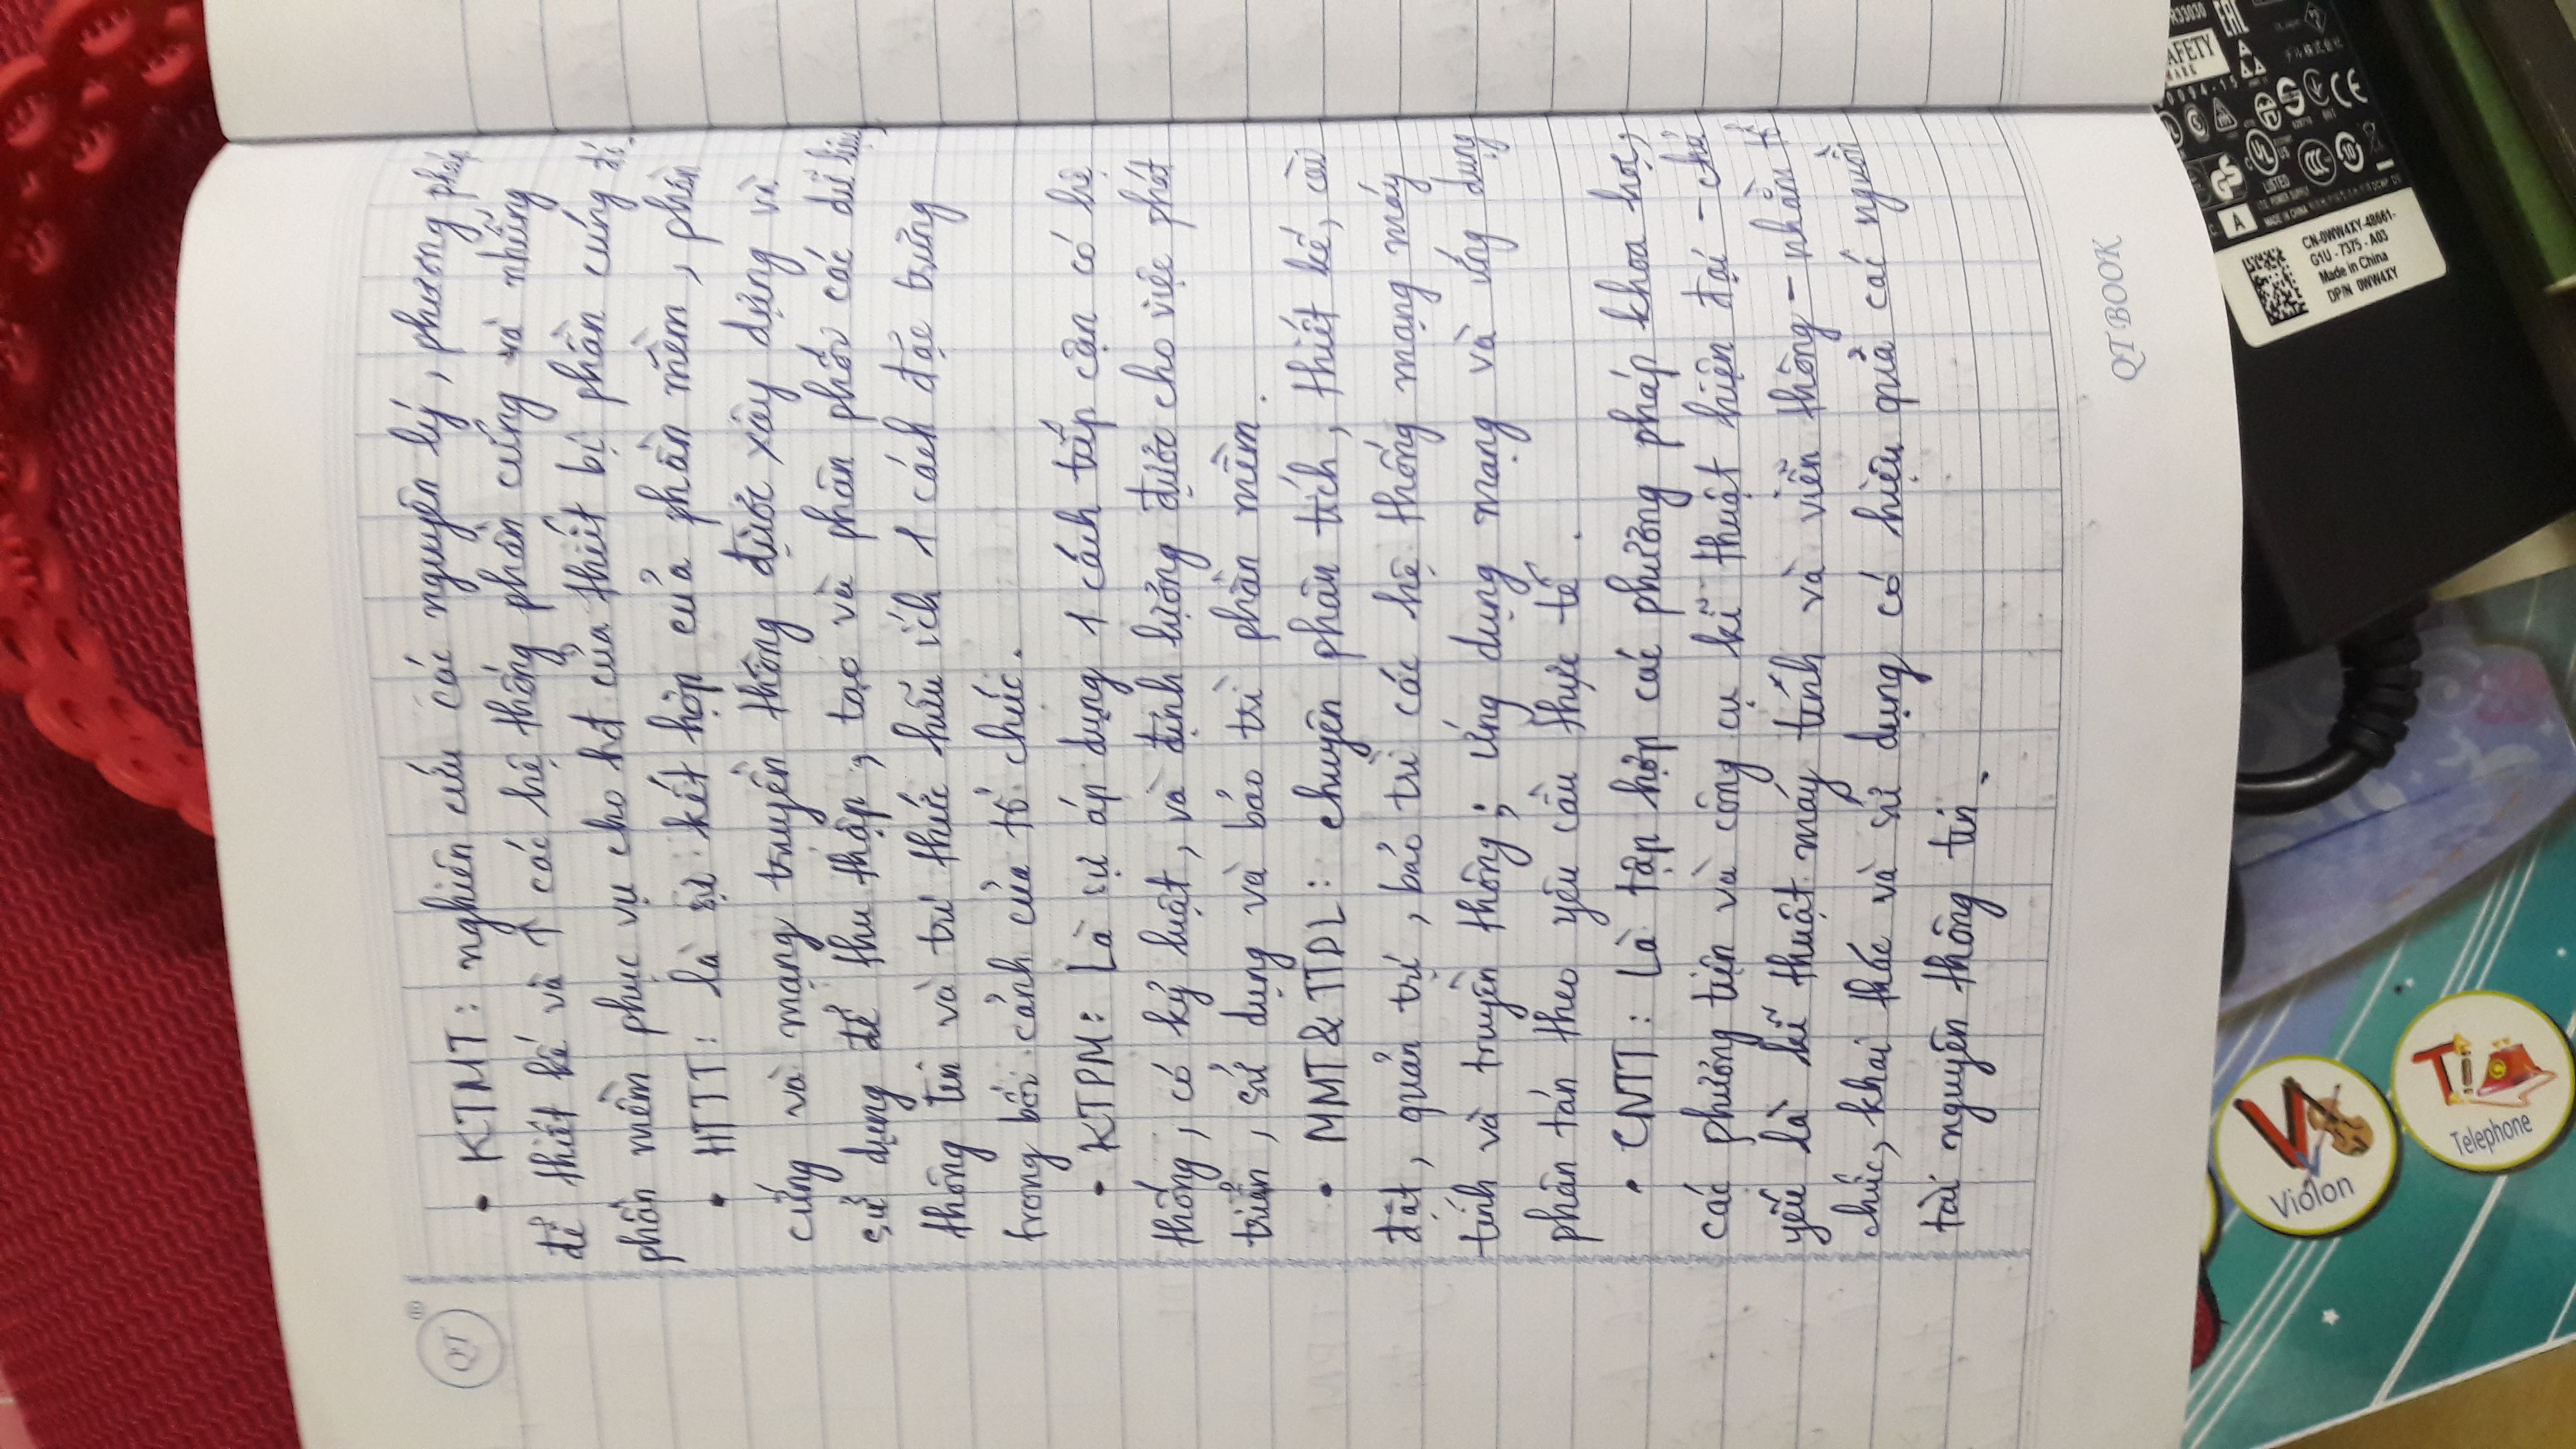 QT
• KTMT: nghiên cứu các nguyên lý, phương pháp
để thiết kế và ↑ các hệ thống phần cứng và những
phần mềm phục vụ cho hđ của thiết bị phần cứng đó.
• HTTT: là sự kết hợp của phần mềm, phần
cứng và mạng truyền thông được xây dựng và
sử dụng để thu thập, tạo và phân phối các dữ liệu,
thông tin và tri thức hữu ích 1 cách đặc trưng
trong bối cảnh của tổ chức.
• KTPM: Là sự áp dụng 1 cách tiếp cận có hệ
thống, có kỷ luật, và định lượng được cho việc phát
triển, sử dụng và bảo trì phần mềm.
• MMT & TTDL: chuyên phân tích, thiết kế, cài
đặt, quản trị, bảo trì các hệ thống mạng máy
tính và truyền thông; ứng dụng mạng và ứng dụng
phân tán theo yêu cầu thực tế.
• CNTT: Là tập hợp các phương pháp khoa học,
các phương tiện và công cụ kĩ thuật hiện đại - chủ
yếu là kĩ thuật máy tính và viễn thông - nhằm tổ
chức, khai thác và sử dụng có hiệu quả các nguồn
tài nguyên thông tin.
QT BOOK
Violon
Telephone
SAFETY
A
CN-0WW4XY-48661-
G1U-7375-A03
Made in China
DP/N 0WW4XY